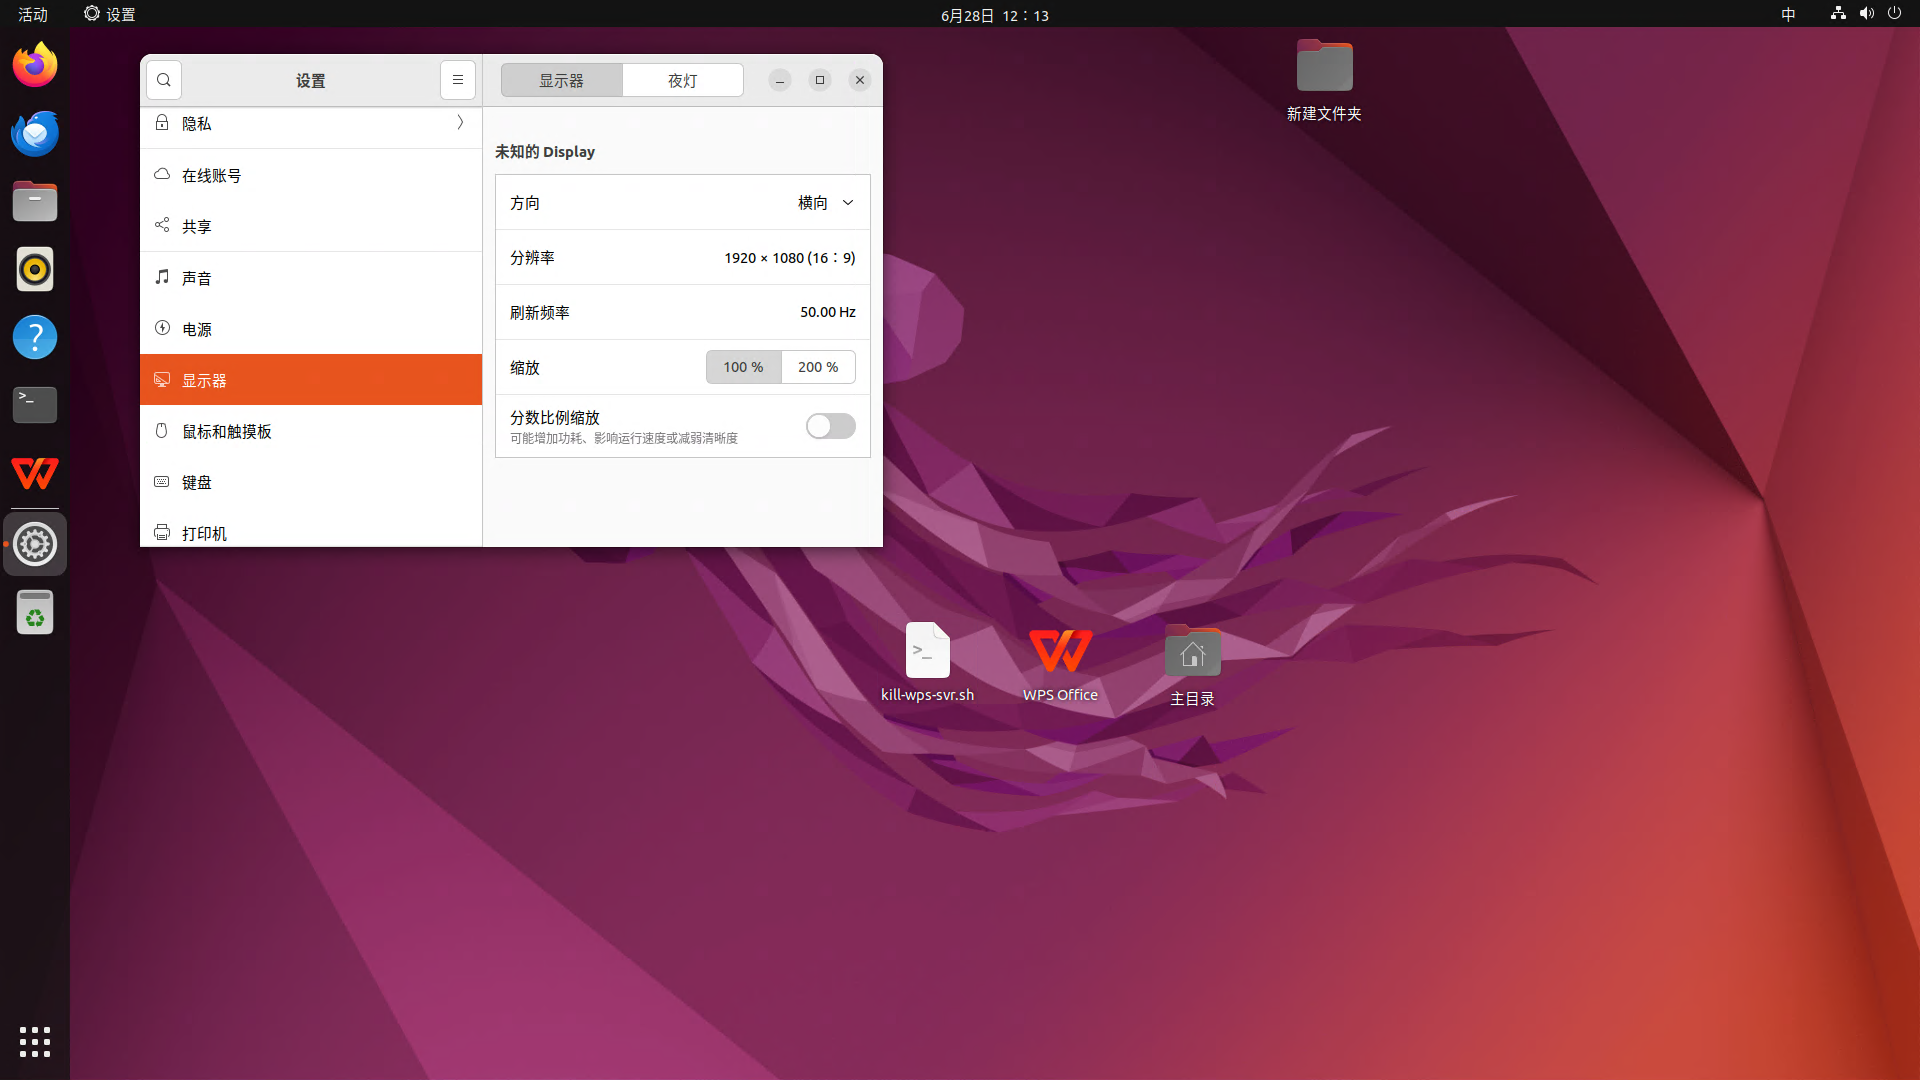 活动
设置
6月28日 12：13
中
设置
显示器
夜灯
隐私
在线账号
共享
声音
电源
显示器
鼠标和触摸板
键盘
打印机
未知的 Display
方向
横向
分辨率
1920 × 1080 (16：9)
刷新频率
50.00 Hz
缩放
100 %
200 %
分数比例缩放
可能增加功耗、影响运行速度或减弱清晰度
新建文件夹
kill-wps-svr.sh
WPS Office
主目录